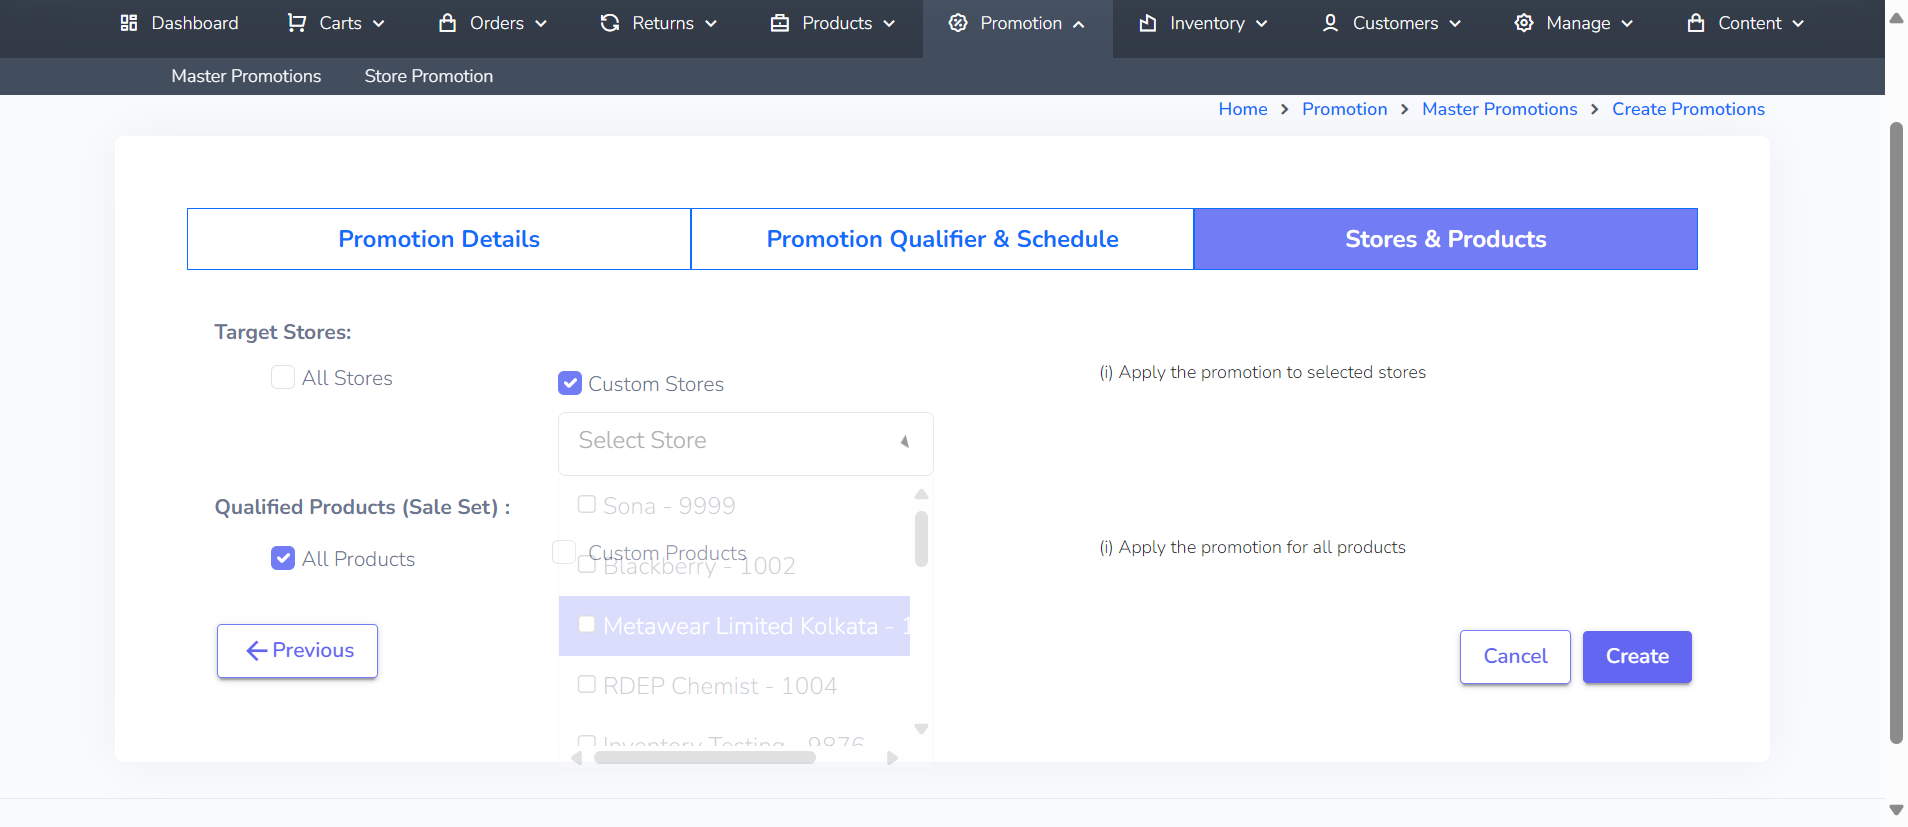 Dashboard Carts Orders Returns Products Promotion Inventory Customers Manage Content
Master Promotions Store Promotion
Home > Promotion > Master Promotions > Create Promotions
Promotion Details Promotion Qualifier & Schedule Stores & Products
Target Stores:
All Stores Custom Stores (i) Apply the promotion to selected stores
Select Store
Sona - 9999
Qualified Products (Sale Set) :
All Products Custom Products (i) Apply the promotion for all products
Blackberry - 1002
Metawear Limited Kolkata - 1
Previous Cancel Create
RDEP Chemist - 1004
Inventory Testing - 9876